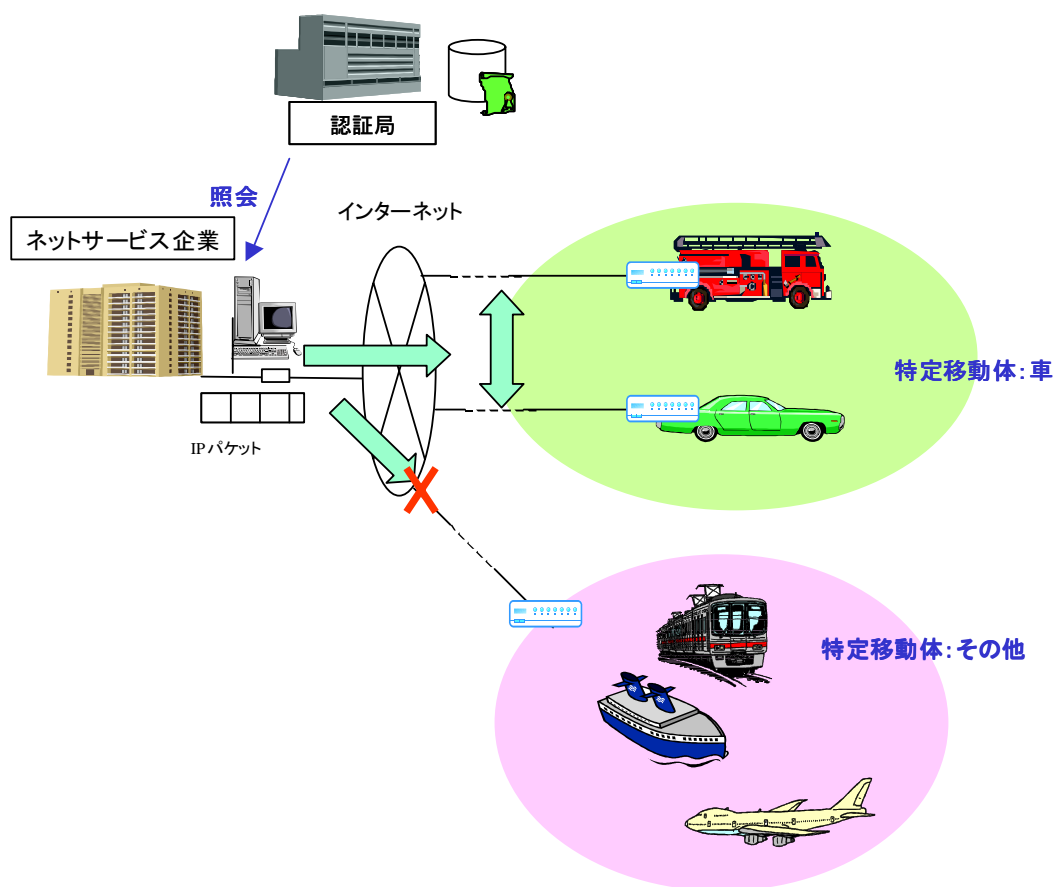 認証局
照会
インターネット
ネットサービス企業
特定移動体:車
IPパケット
特定移動体:その他